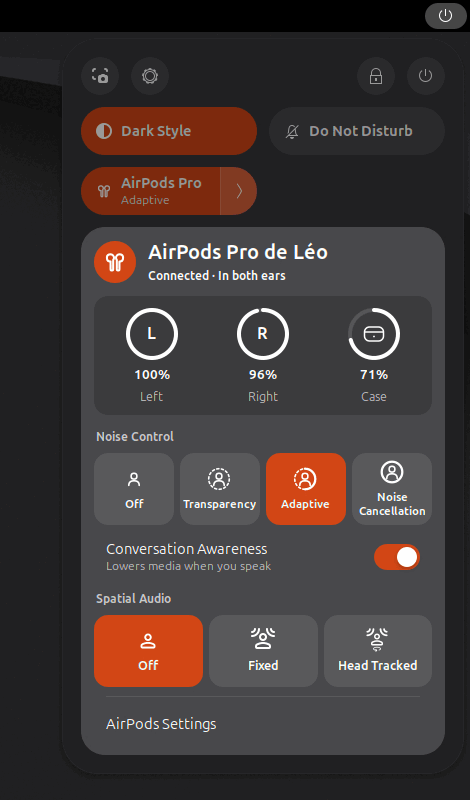 Dark Style
Do Not Disturb
AirPods Pro
Adaptive
AirPods Pro de Léo
Connected · In both ears
L
R
100%
96%
71%
Left
Right
Case
Noise Control
Off
Transparency
Adaptive
Noise
Cancellation
Conversation Awareness
Lowers media when you speak
Spatial Audio
Off
Fixed
Head Tracked
AirPods Settings